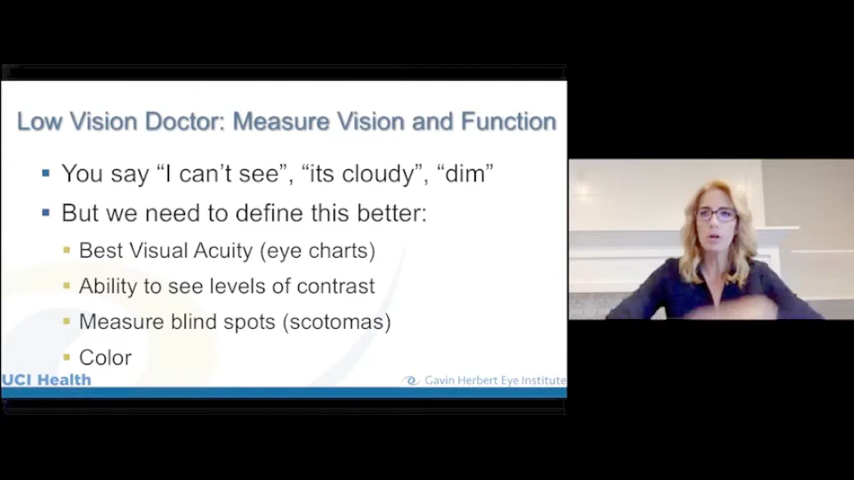 Low Vision Doctor: Measure Vision and Function
You say “I can’t see”, “its cloudy”, “dim”
But we need to define this better:
Best Visual Acuity (eye charts)
Ability to see levels of contrast
Measure blind spots (scotomas)
Color
UCI Health
Gavin Herbert Eye Institute